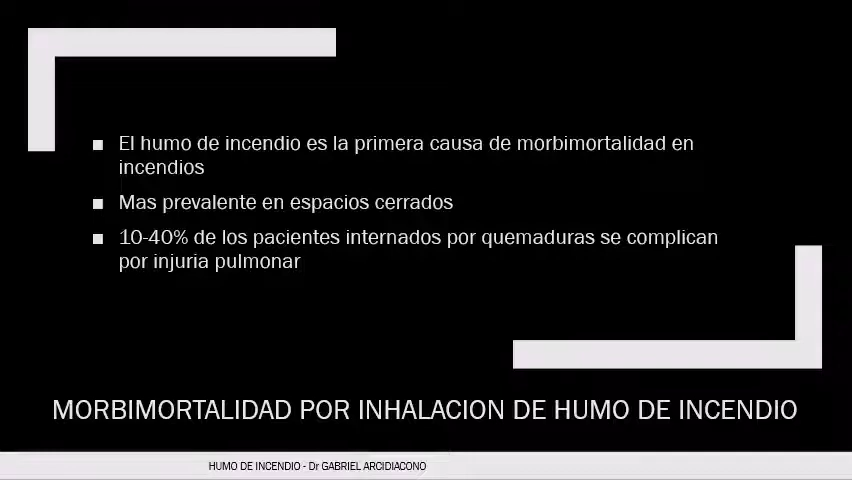 ■ El humo de incendio es la primera causa de morbimortalidad en
incendios
■ Mas prevalente en espacios cerrados
■ 10-40% de los pacientes internados por quemaduras se complican
por injuria pulmonar
MORBIMORTALIDAD POR INHALACION DE HUMO DE INCENDIO
HUMO DE INCENDIO - Dr GABRIEL ARCIDIACONO